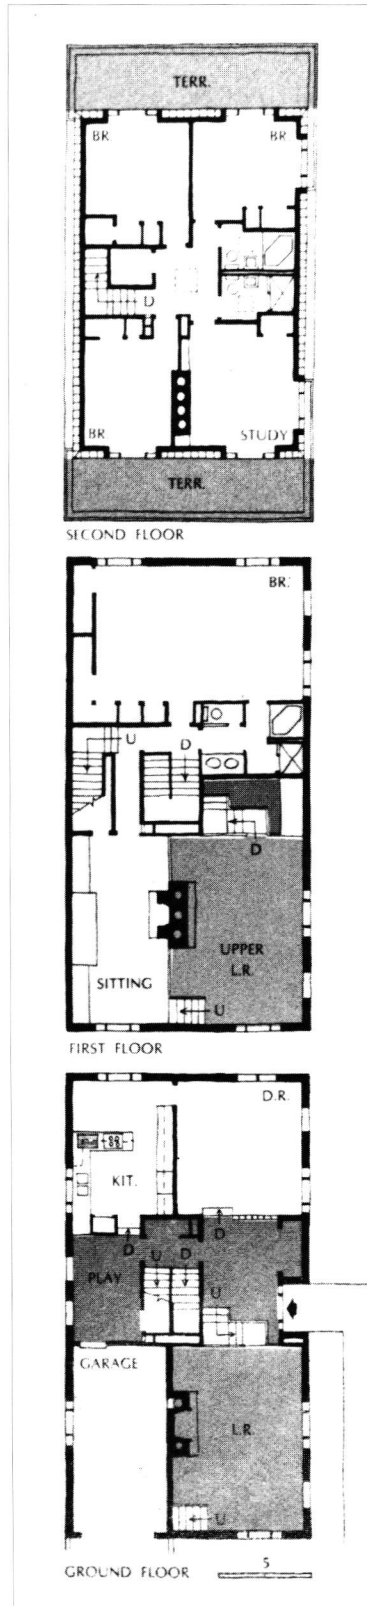 TERR.
BR.
BR.
D
BR.
STUDY
TERR.
SECOND FLOOR
BR.
U
D
D
UPPER
L.R.
SITTING
U
FIRST FLOOR
D.R.
KIT.
D
D
PLAY
U
D
U
GARAGE
L.R.
U
GROUND FLOOR
5